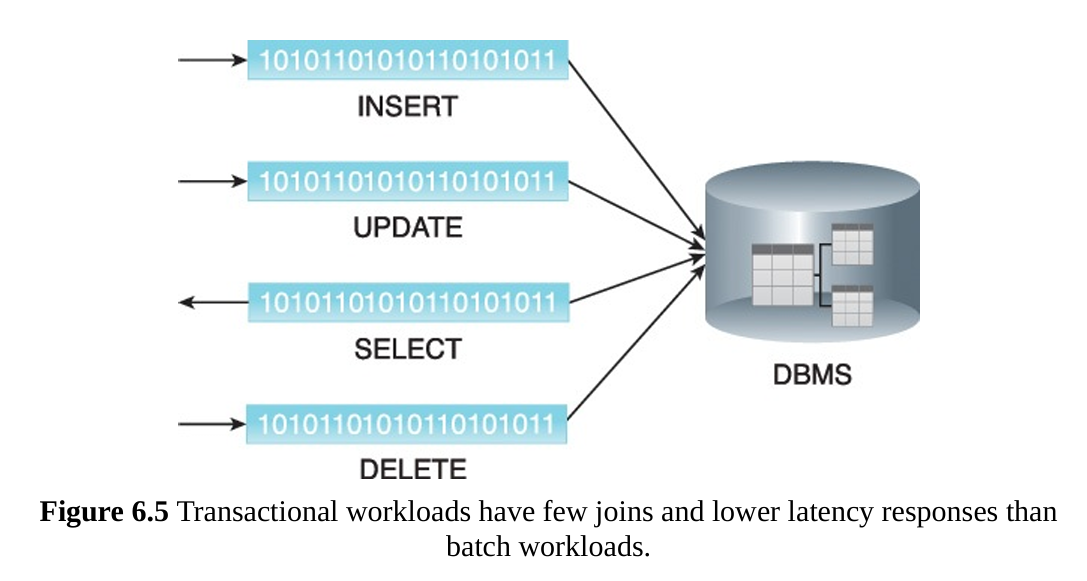 10101101010110101011
INSERT
10101101010110101011
UPDATE
10101101010110101011
SELECT
10101101010110101011
DELETE
DBMS
Figure 6.5 Transactional workloads have few joins and lower latency responses than
batch workloads.